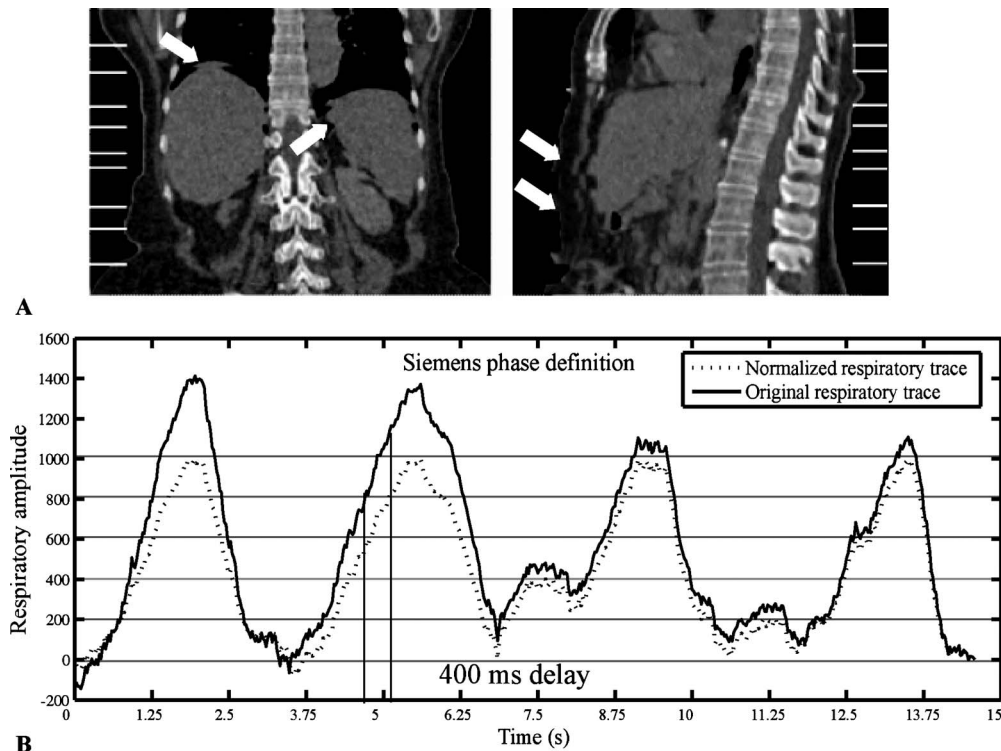 A
1600
1400
1200
1000
800
600
400
200
0
-200
Respiratory amplitude
Siemens phase definition
Normalized respiratory trace
Original respiratory trace
400 ms delay
0 1.25 2.5 3.75 5 6.25 7.5 8.75 10 11.25 12.5 13.75 15
Time (s)
B